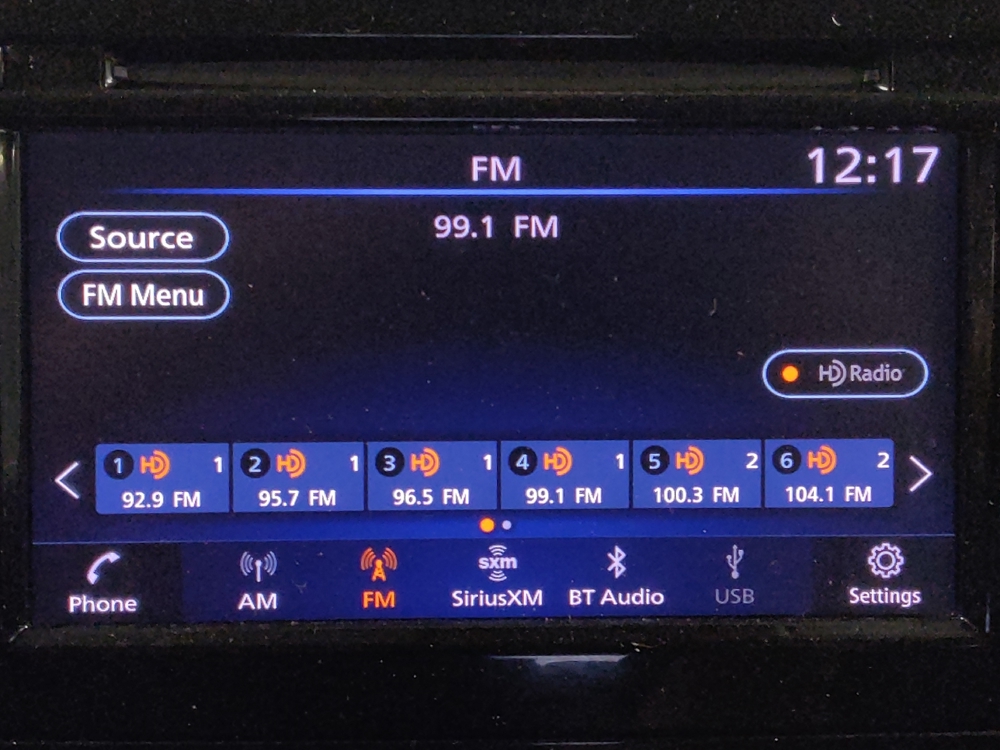 FM 12:17
99.1 FM
Source
FM Menu
HD Radio
1 HD 1 2 HD 1 3 HD 1 4 HD 1 5 HD 2 6 HD 2
92.9 FM 95.7 FM 96.5 FM 99.1 FM 100.3 FM 104.1 FM
sxm
Phone AM FM SiriusXM BT Audio USB Settings